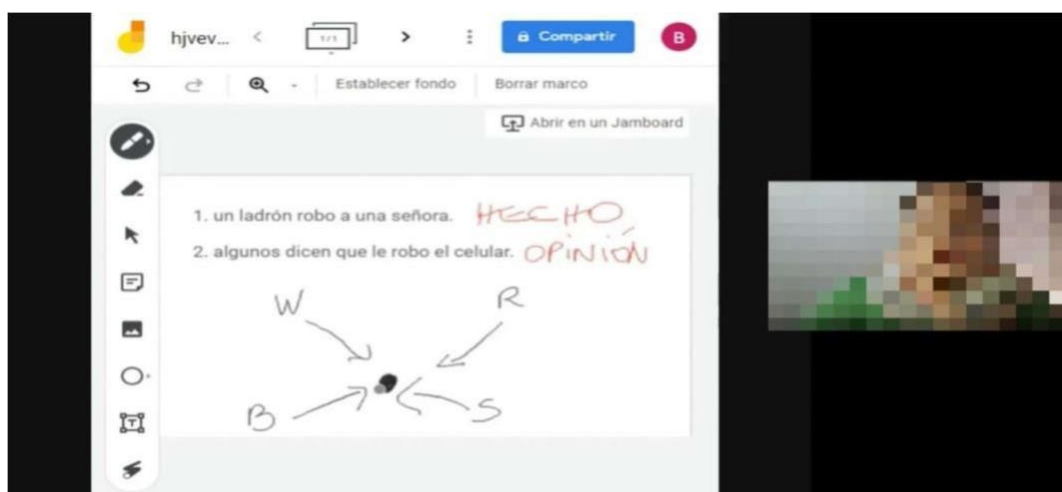 hjvev...
1/1
Compartir
B
Establecer fondo
Borrar marco
Abrir en un Jamboard
1. un ladrón robo a una señora. HECHO
2. algunos dicen que le robo el celular. OPINIÓN
W
R
B
S